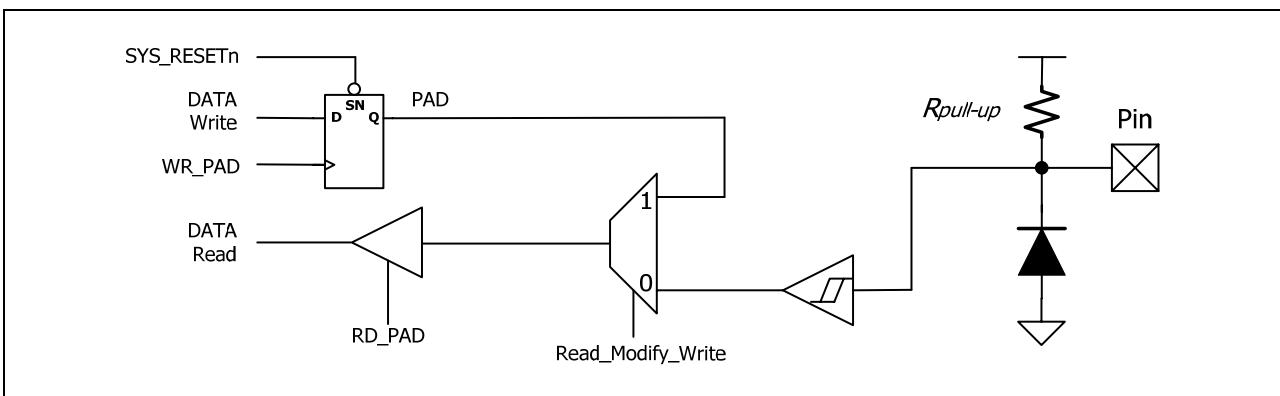 SYS_RESETn
DATA
Write
WR_PAD
SN
D
Q
PAD
DATA
Read
RD_PAD
1
0
Read_Modify_Write
Rpull-up
Pin